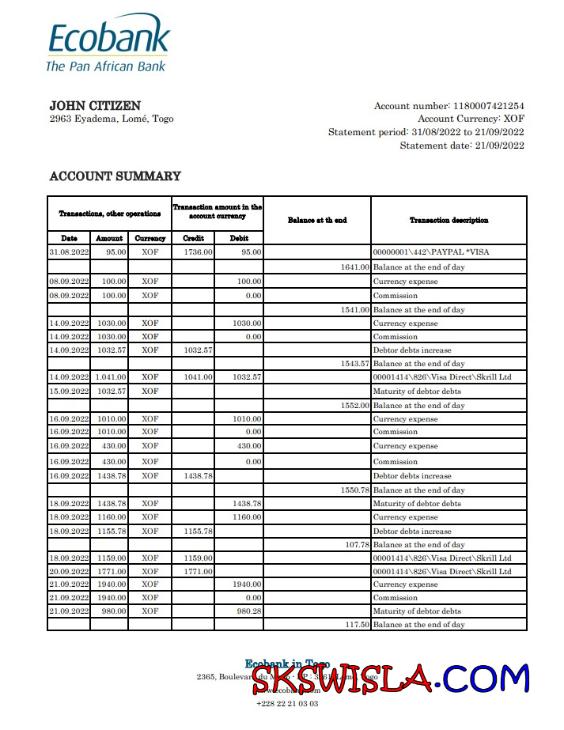 Ecobank
The Pan African Bank
JOHN CITIZEN
2963 Eyadema, Lomé, Togo
Account number: 1180007421254
Account Currency: XOF
Statement period: 31/08/2022 to 21/09/2022
Statement date: 21/09/2022
ACCOUNT SUMMARY
Transactions, other operations Transaction amount in the account currency Balance at th end Transaction description
Date Amount Currency Credit Debit
31.08.2022 95.00 XOF 1736.00 95.00 00000001\442\PAYPAL *VISA
1641.00 Balance at the end of day
08.09.2022 100.00 XOF 100.00 Currency expense
08.09.2022 100.00 XOF 0.00 Commission
1541.00 Balance at the end of day
14.09.2022 1030.00 XOF 1030.00 Currency expense
14.09.2022 1030.00 XOF 0.00 Commission
14.09.2022 1032.57 XOF 1032.57 Debtor debts increase
1543.57 Balance at the end of day
14.09.2022 1.041.00 XOF 1041.00 1032.57 00001414\826\Visa Direct\Skrill Ltd
15.09.2022 1032.57 XOF Maturity of debtor debts
1552.00 Balance at the end of day
16.09.2022 1010.00 XOF 1010.00 Currency expense
16.09.2022 1010.00 XOF 0.00 Commission
16.09.2022 430.00 XOF 430.00 Currency expense
16.09.2022 430.00 XOF 0.00 Commission
16.09.2022 1438.78 XOF 1438.78 Debtor debts increase
1550.78 Balance at the end of day
18.09.2022 1438.78 XOF 1438.78 Maturity of debtor debts
18.09.2022 1160.00 XOF 1160.00 Currency expense
18.09.2022 1155.78 XOF 1155.78 Debtor debts increase
107.78 Balance at the end of day
18.09.2022 1159.00 XOF 1159.00 00001414\826\Visa Direct\Skrill Ltd
20.09.2022 1771.00 XOF 1771.00 00001414\826\Visa Direct\Skrill Ltd
21.09.2022 1940.00 XOF 1940.00 Currency expense
21.09.2022 1940.00 XOF 0.00 Commission
21.09.2022 980.00 XOF 980.28 Maturity of debtor debts
117.50 Balance at the end of day
Ecobank in Togo
2365, Boulevard du
SKSWISLA.COM
+228 22 21 03 03